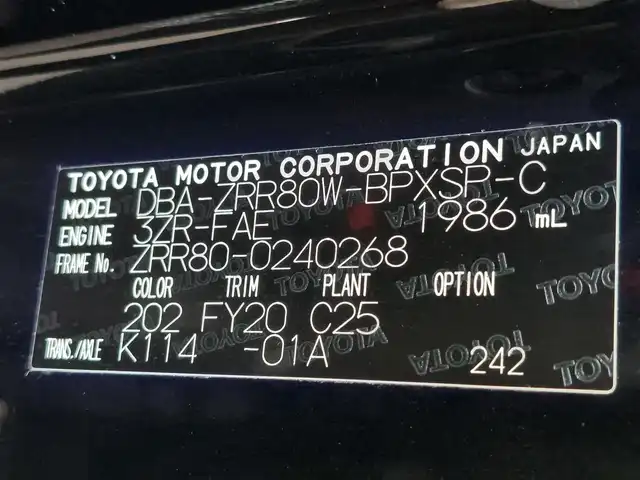 TOYOTA MOTOR CORPORATION JAPAN
MODEL DBA-ZRR80W-BPXSP-C
ENGINE 3ZR-FAE 1986 mL
FRAME No. ZRR80-0240268
COLOR TRIM PLANT OPTION
202 FY20 C25
TRANS./AXLE K114 -01A 242